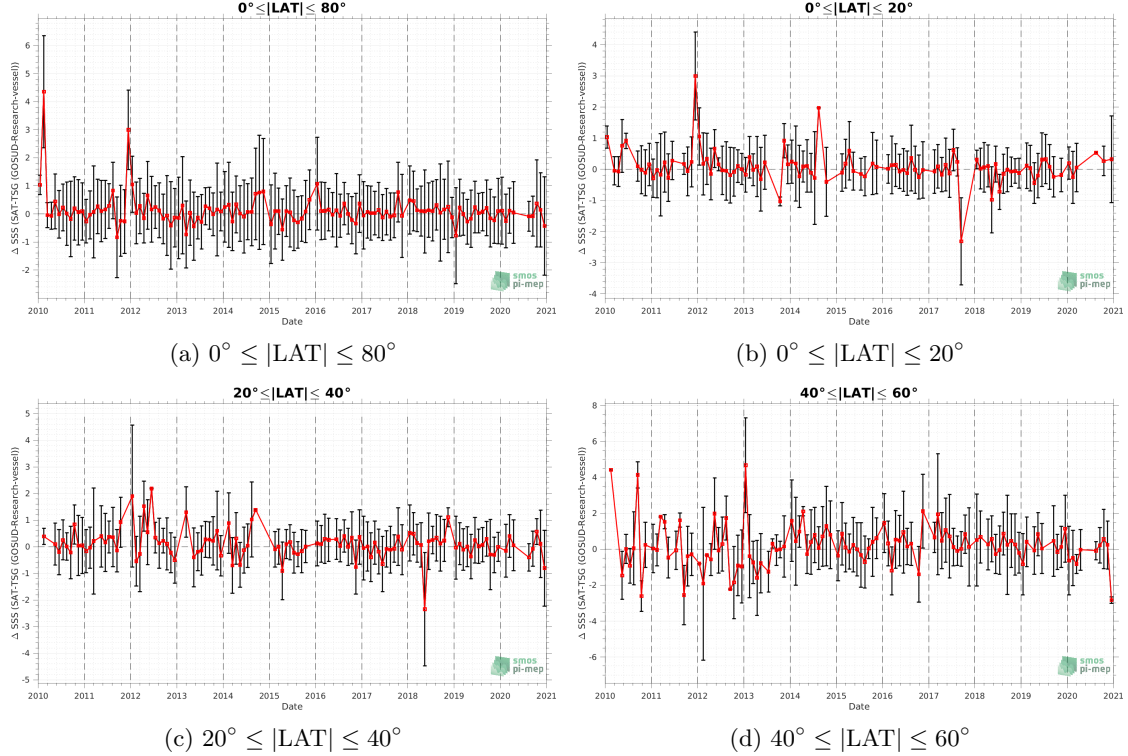 0°≤|LAT|≤ 80°
6
5
4
3
2
1
0
-1
-2
Δ SSS (SAT-TSG (GOSUD-Research-vessel))
2010 2011 2012 2013 2014 2015 2016 2017 2018 2019 2020 2021
Date
smos
pi-mep
(a) 0° ≤ |LAT| ≤ 80°
0°≤|LAT|≤ 20°
4
3
2
1
0
-1
-2
-3
-4
Δ SSS (SAT-TSG (GOSUD-Research-vessel))
2010 2011 2012 2013 2014 2015 2016 2017 2018 2019 2020 2021
Date
smos
pi-mep
(b) 0° ≤ |LAT| ≤ 20°
20°≤|LAT|≤ 40°
5
4
3
2
1
0
-1
-2
-3
-4
-5
Δ SSS (SAT-TSG (GOSUD-Research-vessel))
2010 2011 2012 2013 2014 2015 2016 2017 2018 2019 2020 2021
Date
smos
pi-mep
(c) 20° ≤ |LAT| ≤ 40°
40°≤|LAT|≤ 60°
8
6
4
2
0
-2
-4
-6
Δ SSS (SAT-TSG (GOSUD-Research-vessel))
2010 2011 2012 2013 2014 2015 2016 2017 2018 2019 2020 2021
Date
smos
pi-mep
(d) 40° ≤ |LAT| ≤ 60°